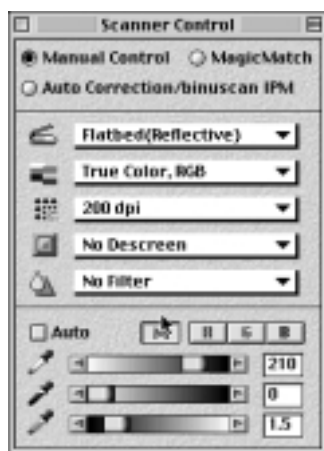 Scanner Control
Manual Control MagicMatch
Auto Correction/binuscan IPM
Flatbed(Reflective)
True Color, RGB
200 dpi
No Descreen
No Filter
Auto R G B
210
0
1.5